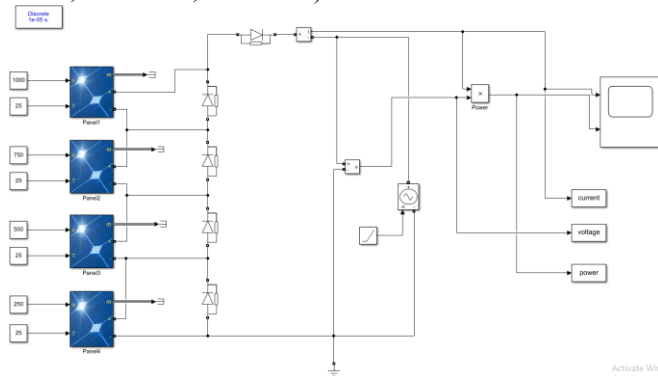 Discrete
1e-05 s.
1000
25
m
Panel1
750
25
m
Panel2
500
25
m
Panel3
250
25
m
Panel4
Power
current
voltage
power
Activate Wi